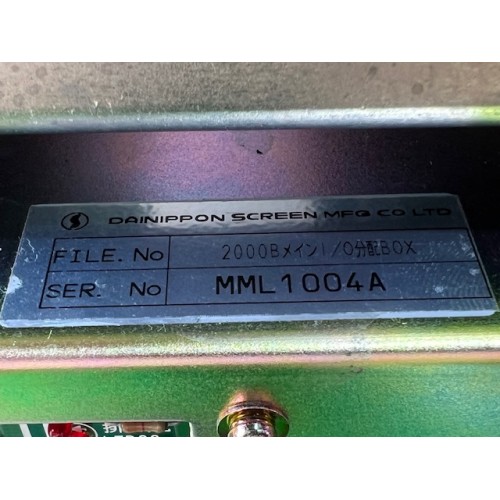 DAINIPPON SCREEN MFG CO LTD
FILE. No 2000BメインI/O分配BOX
SER. No MML1004A